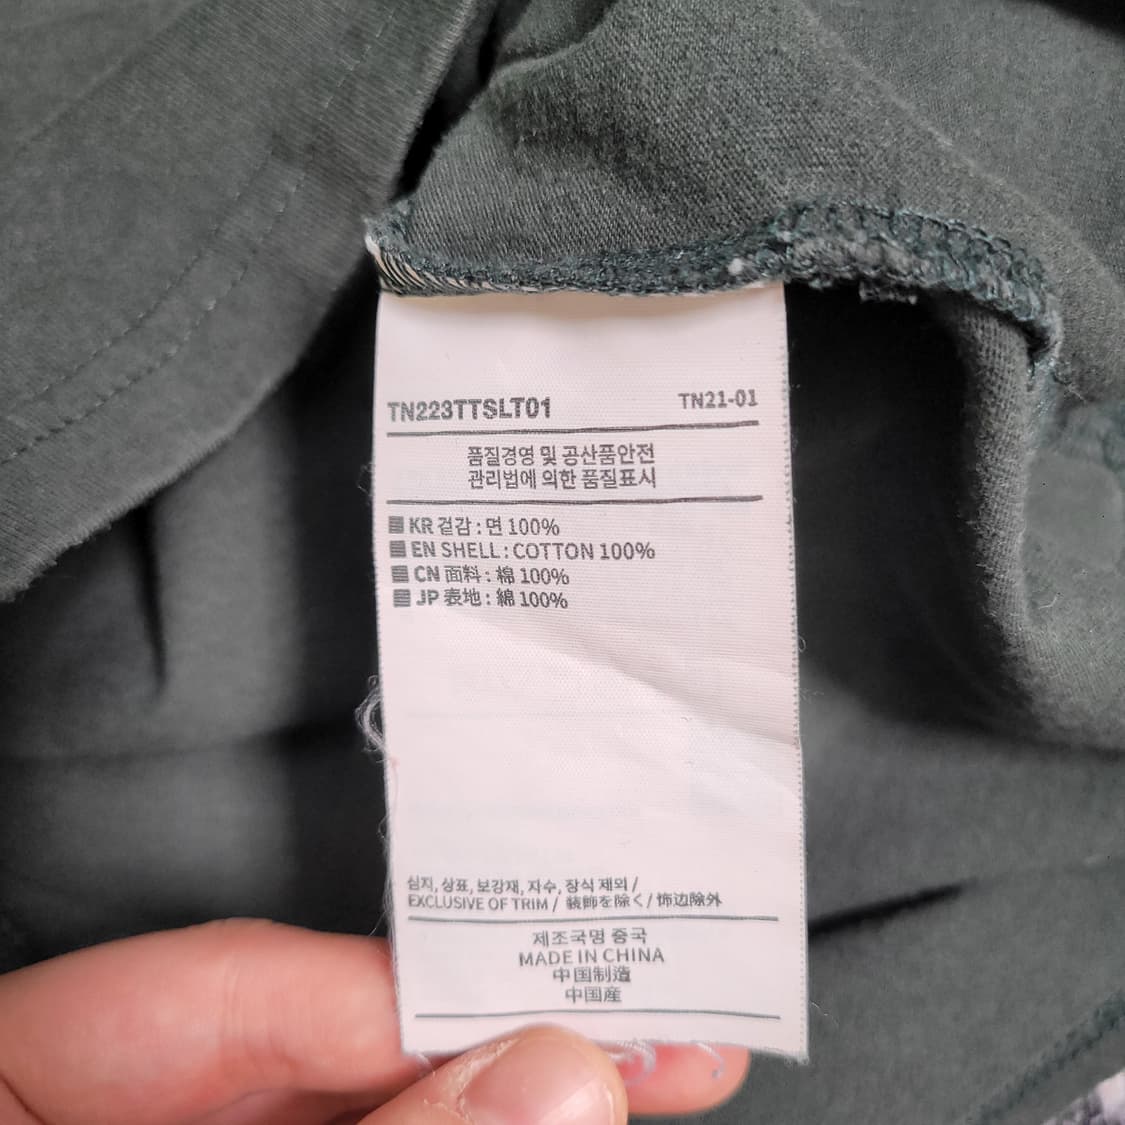 TN223TTSLT01 TN21-01
품질경영 및 공산품안전
관리법에 의한 품질표시
KR 겉감 : 면 100%
EN SHELL : COTTON 100%
CN 面料 : 棉 100%
JP 表地 : 綿 100%
심지, 상표, 보강재, 자수, 장식 제외 /
EXCLUSIVE OF TRIM / 装飾を除く / 饰边除外
제조국명 중국
MADE IN CHINA
中国制造
中国産